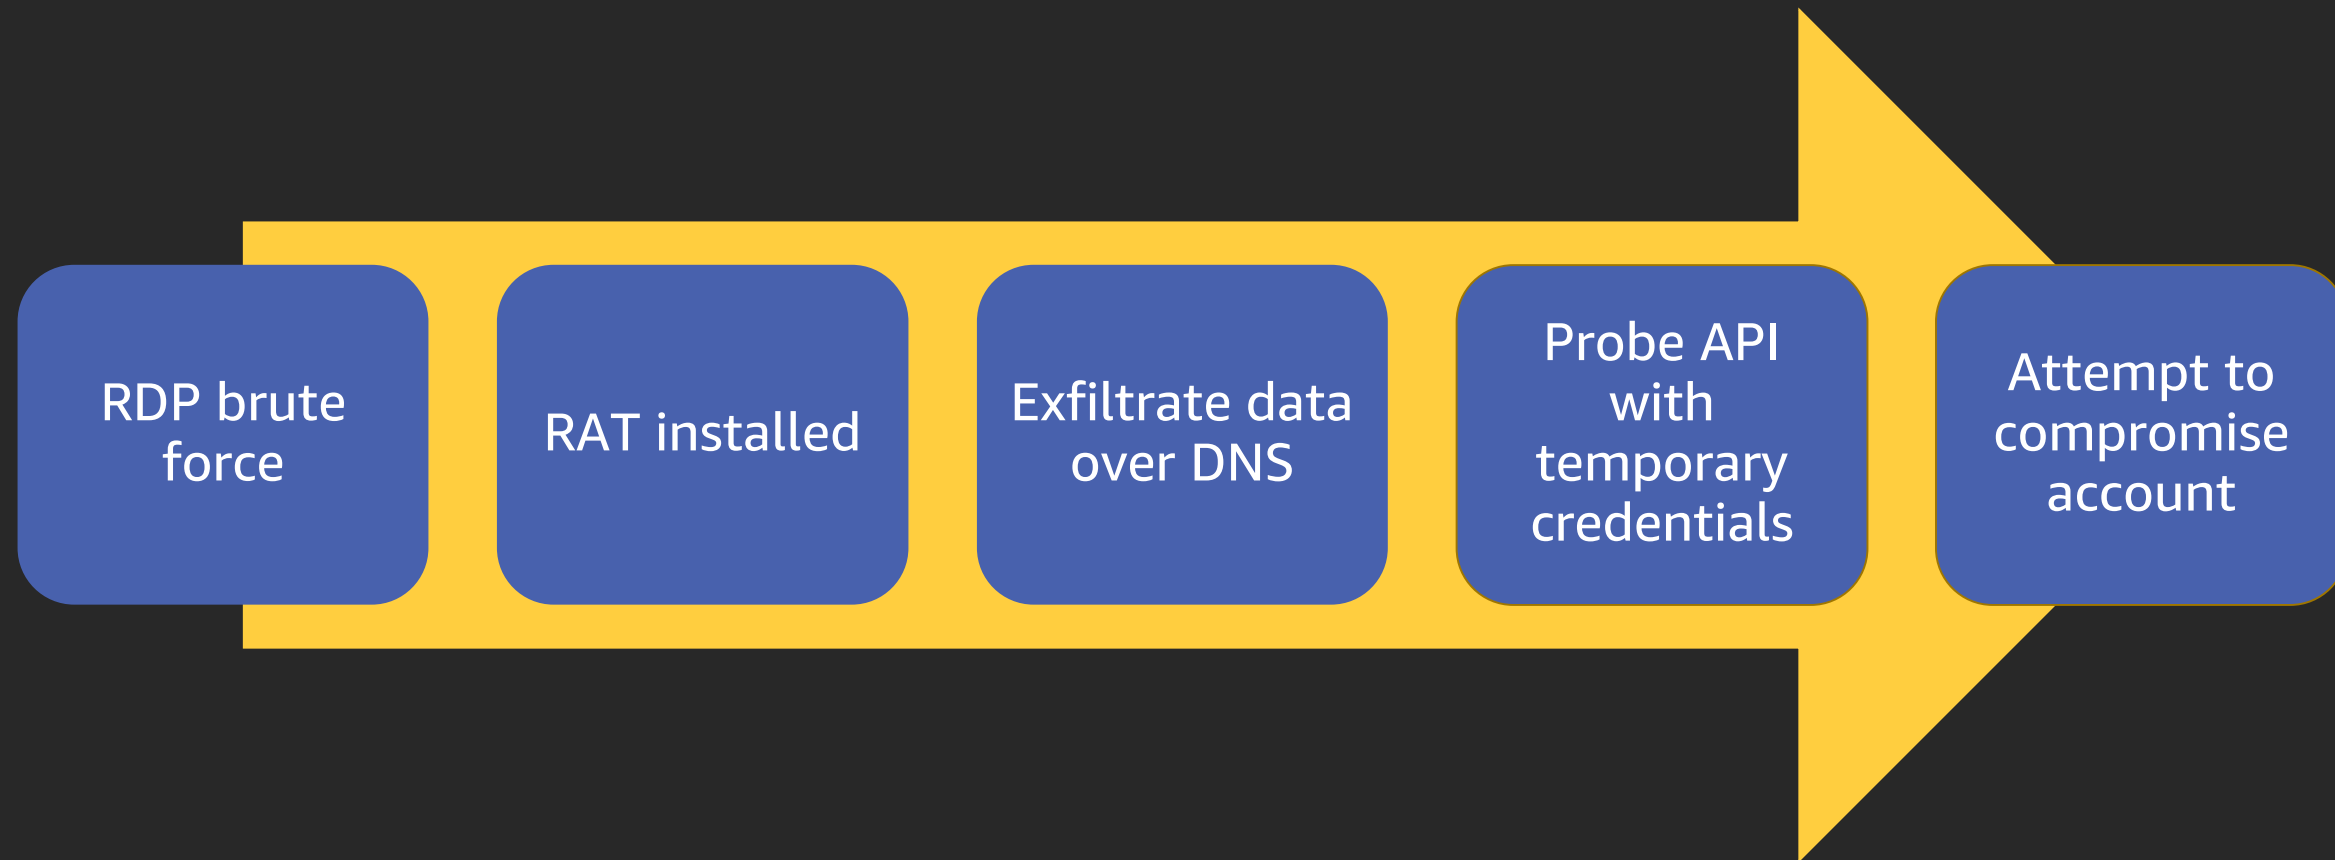 RDP brute
force
RAT installed
Exfiltrate data
over DNS
Probe API
with
temporary
credentials
Attempt to
compromise
account